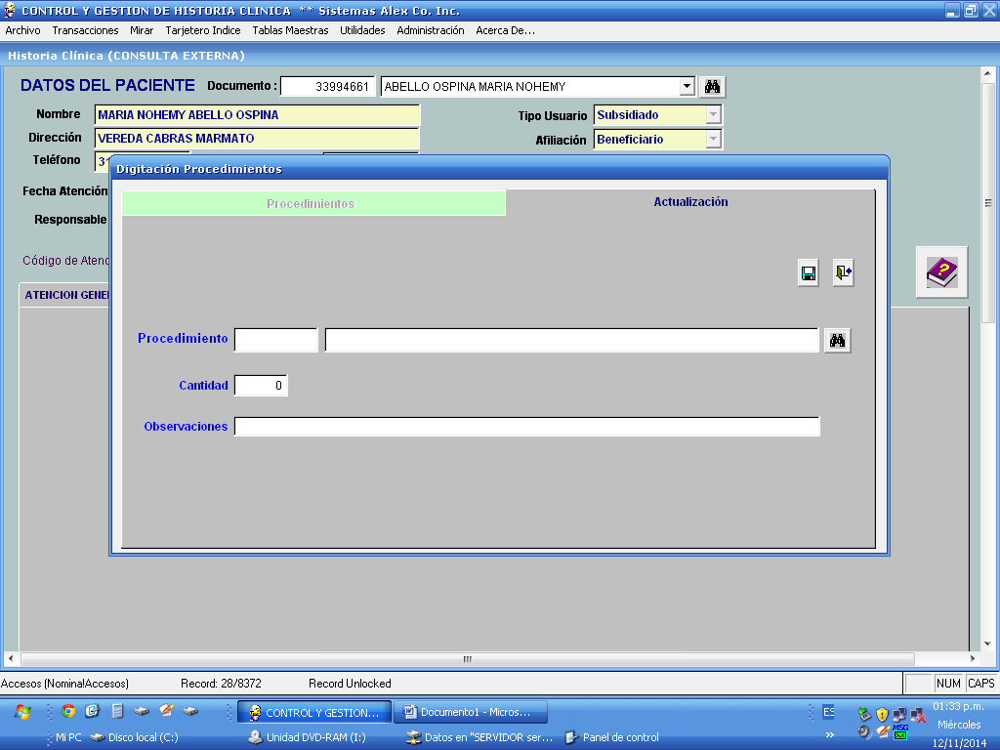 CONTROL Y GESTION DE HISTORIA CLINICA ** Sistemas Alex Co. Inc.
Archivo Transacciones Mirar Tarjetero Indice Tablas Maestras Utilidades Administración Acerca De...
Historia Clínica (CONSULTA EXTERNA)
DATOS DEL PACIENTE Documento : 33994661 ABELLO OSPINA MARIA NOHEMY
Nombre MARIA NOHEMY ABELLO OSPINA Tipo Usuario Subsidiado
Dirección VEREDA CABRAS MARMATO Afiliación Beneficiario
Teléfono
Digitación Procedimientos
Fecha Atención
Procedimientos Actualización
Responsable
Código de Atenc
ATENCION GENE
Procedimiento
Cantidad 0
Observaciones
Accesos (NominalAccesos) Record: 28/8372 Record Unlocked NUM CAPS
CONTROL Y GESTION... Documento1 - Micros... ES 01:33 p.m.
Miércoles
Mi PC Disco local (C:) Unidad DVD-RAM (I:) Datos en "SERVIDOR ser... Panel de control » MSG
12/11/2014